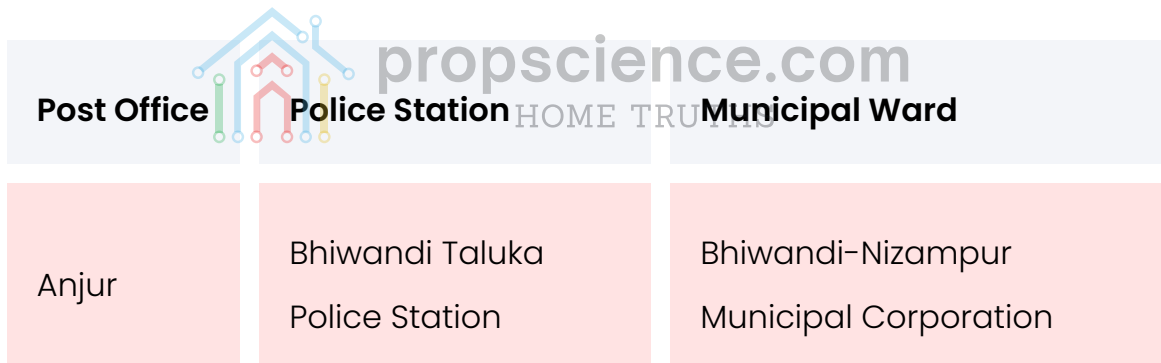 propscience.com
HOME TRUTHS
Post Office Police Station Municipal Ward
Anjur
Bhiwandi Taluka
Police Station
Bhiwandi-Nizampur
Municipal Corporation